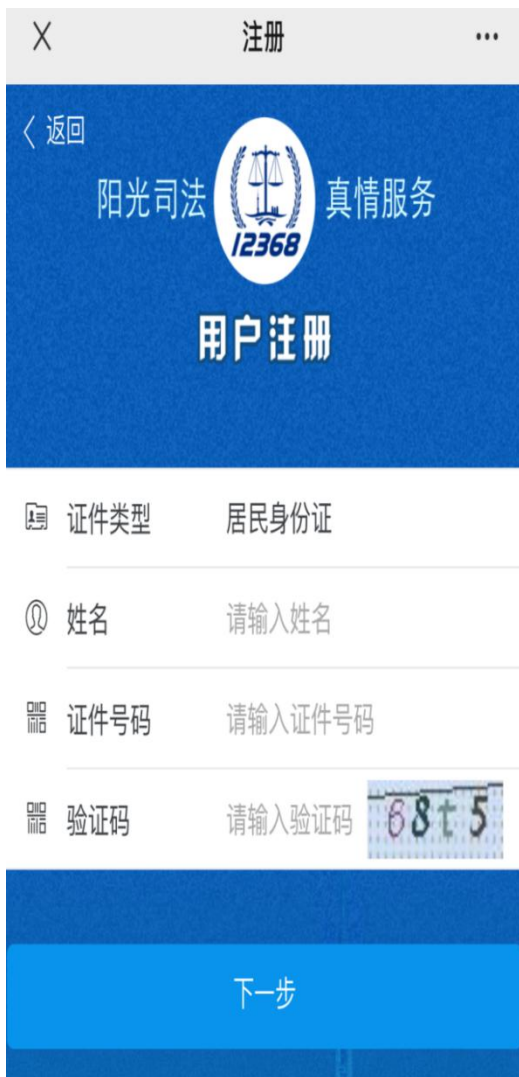 注册
返回
阳光司法 12368 真情服务
用户注册
证件类型 居民身份证
姓名 请输入姓名
证件号码 请输入证件号码
验证码 请输入验证码 68t5
下一步